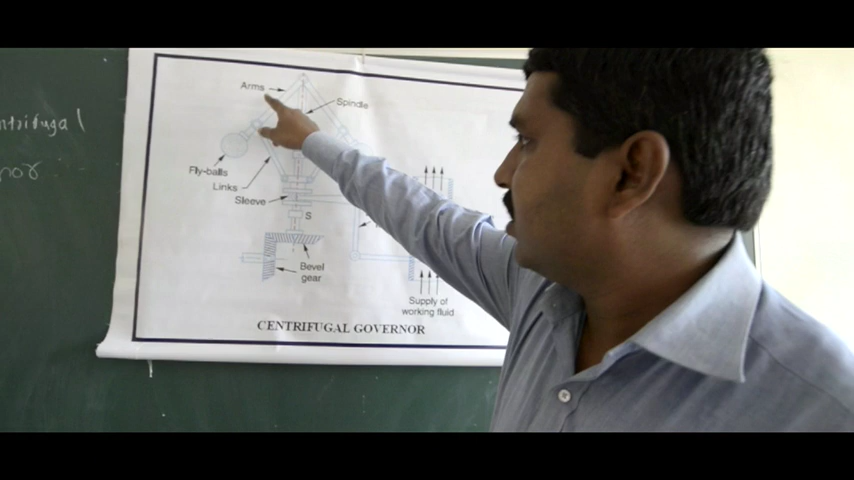 ntrifugal
nor
Arms
Spindle
Fly-balls
Links
Sleeve
S
Bevel
gear
Supply of
working fluid
CENTRIFUGAL GOVERNOR